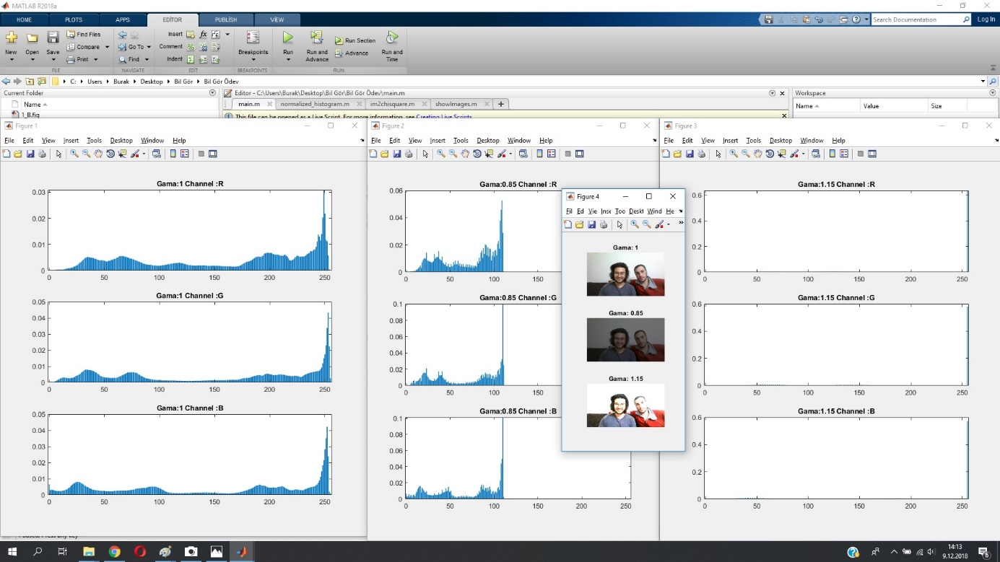 MATLAB R2018a
HOME PLOTS APPS EDİTOR PUBLİSH VİEW
Search Documentation Log In
New Open Save Find Files Compare Print
Go To Find
Insert fx
Comment
Indent
Breakpoints
Run Run and Advance Run Section Advance Run and Time
FILE NAVIGATE EDIT BREAKPOINTS RUN
C: Users Burak Desktop Bil Gör Bil Gör Ödev
Current Folder
Name
1_B.fig
Editor - C:\Users\Burak\Desktop\Bil Gör\Bil Gör Ödev\main.m
main.m normalized_histogram.m im2chisquare.m showImages.m +
This file can be opened as a Live Script. For more information, see Creating Live Scripts.
Workspace
Name Value Size
Figure 1
File Edit View Insert Tools Desktop Window Help
Gama:1 Channel :R
0.03
0.02
0.01
0
0 50 100 150 200 250
Gama:1 Channel :G
0.05
0.04
0.03
0.02
0.01
0
0 50 100 150 200 250
Gama:1 Channel :B
0.05
0.04
0.03
0.02
0.01
0
0 50 100 150 200 250
Paused: Press any key
Figure 2
File Edit View Insert Tools Desktop Window Help
Gama:0.85 Channel :R
0.06
0.04
0.02
0
0 50 100 150
Gama:0.85 Channel :G
0.1
0.08
0.06
0.04
0.02
0
0 50 100 150
Gama:0.85 Channel :B
0.1
0.08
0.06
0.04
0.02
0
0 50 100 150 200 250
Figure 4
Fil Ed Vie Inse Too Deskt Wind He
Gama: 1
Gama: 0.85
Gama: 1.15
Figure 3
File Edit View Insert Tools Desktop Window Help
Gama:1.15 Channel :R
0.6
0.4
0.2
0
0 50 100 150 200 250
Gama:1.15 Channel :G
0.6
0.4
0.2
0
0 50 100 150 200 250
Gama:1.15 Channel :B
0.6
0.4
0.2
0
0 50 100 150 200 250
14:13
9.12.2018
6